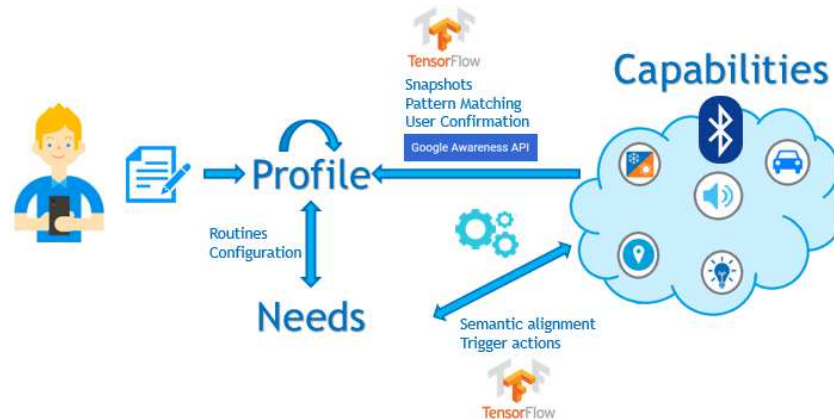 TensorFlow
Snapshots
Pattern Matching
User Confirmation
Google Awareness API
Capabilities
Profile
Routines
Configuration
Needs
Semantic alignment
Trigger actions
TensorFlow